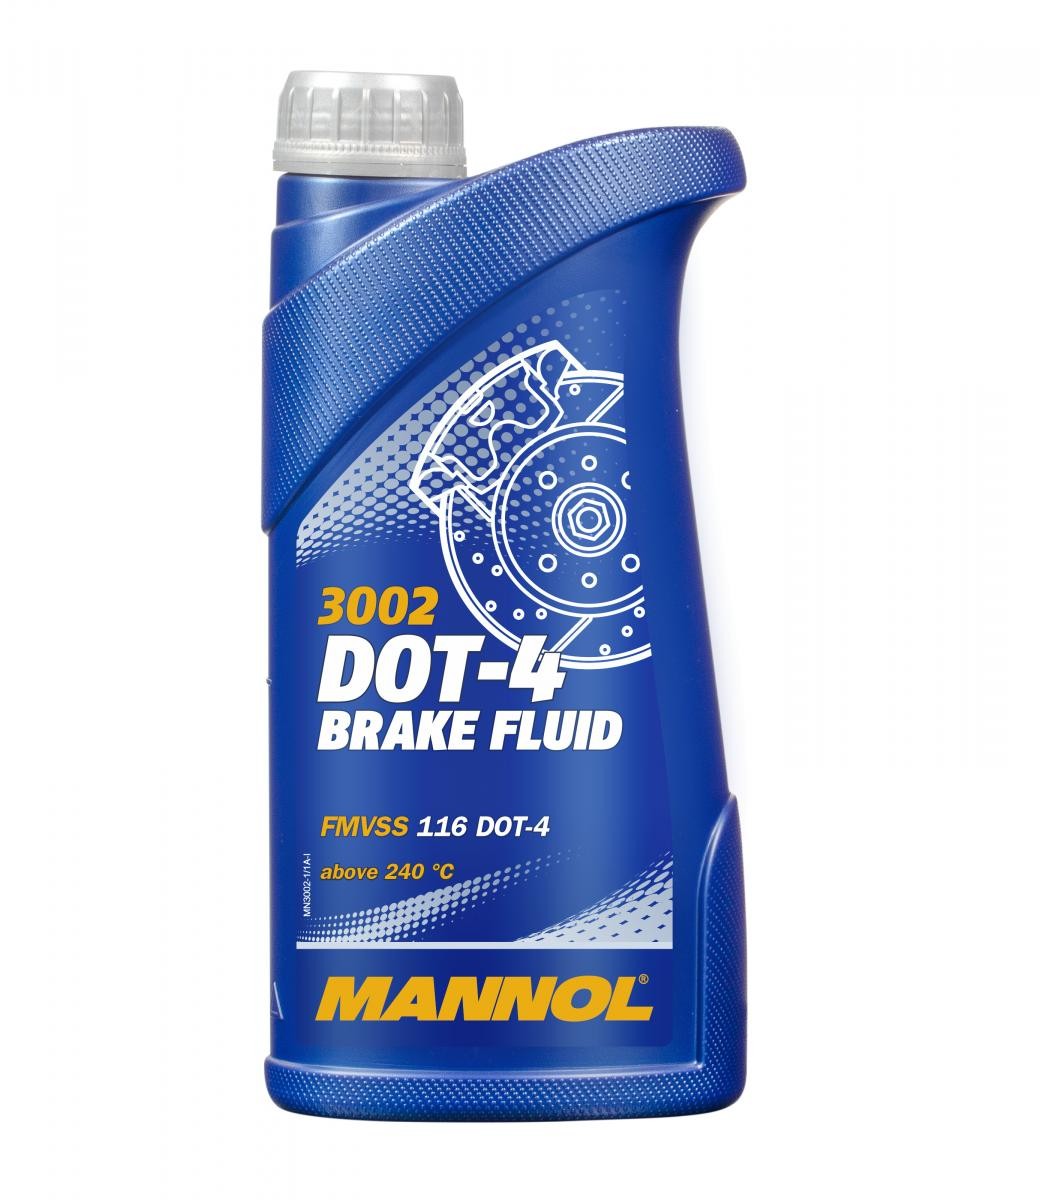 3002
DOT-4
BRAKE FLUID
FMVSS 116 DOT-4
above 240 °C
MN3002-1/1A-I
MANNOL®